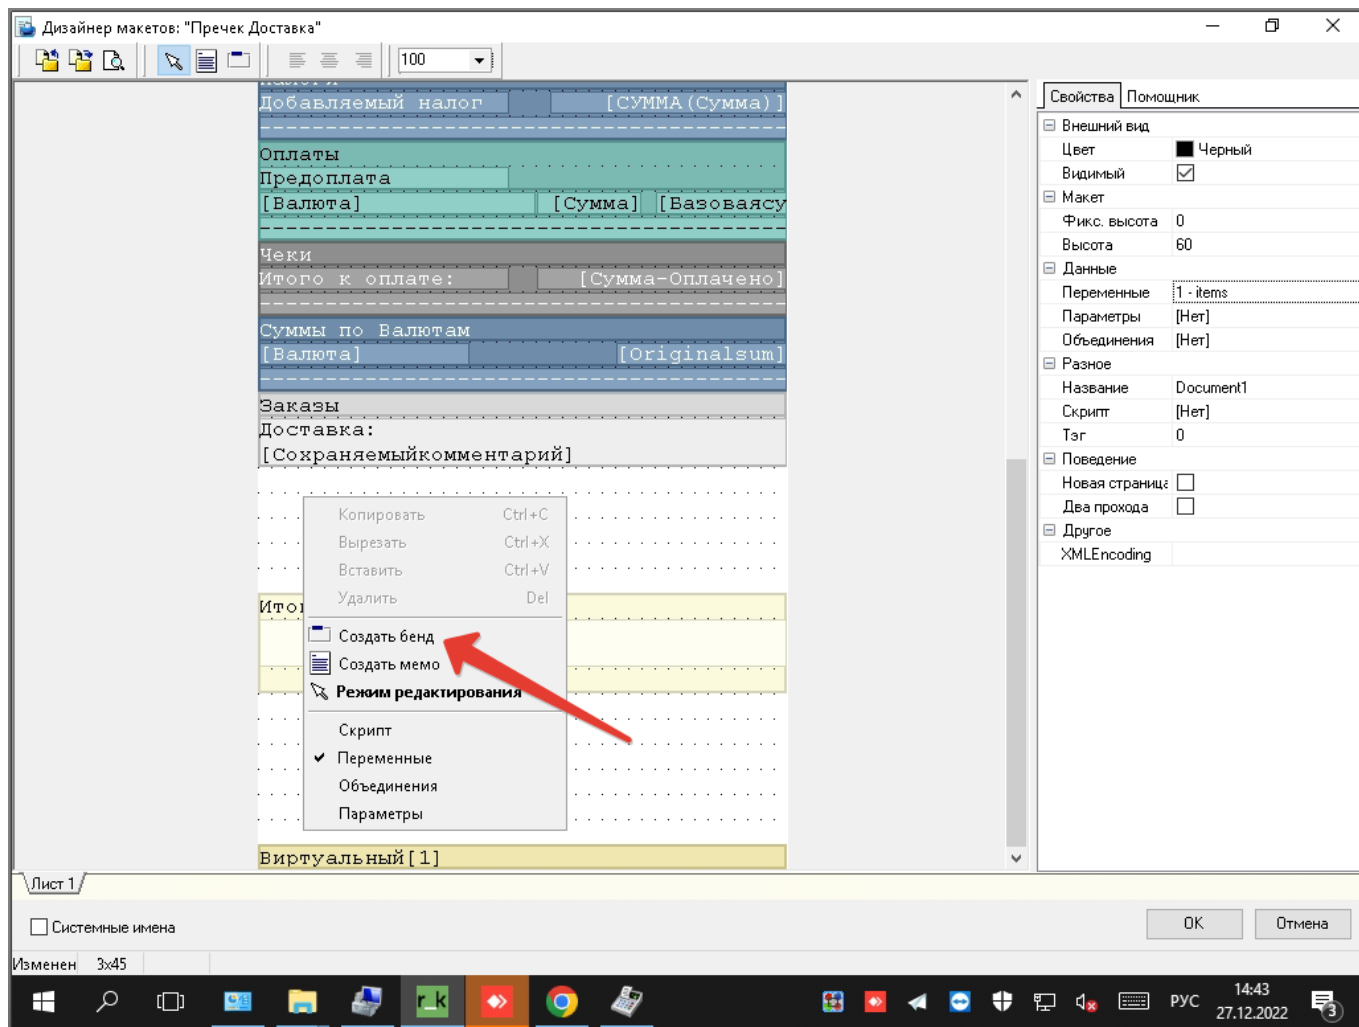 Дизайнер макетов: "Пречек Доставка"
100
Добавляемый налог [СУММА(Сумма)]
Оплаты
Предоплата
[Валюта] [Сумма] [Базоваясу
Чеки
Итого к оплате: [Сумма-Оплачено]
Суммы по Валютам
[Валюта] [Originalsum]
Заказы
Доставка:
[Сохраняемыйкомментарий]
Копировать Ctrl+C
Вырезать Ctrl+X
Вставить Ctrl+V
Удалить Del
Создать бенд
Создать мемо
Режим редактирования
Скрипт
Переменные
Объединения
Параметры
Виртуальный[1]
Свойства Помощник
Внешний вид
Цвет Черный
Видимый
Макет
Фикс. высота 0
Высота 60
Данные
Переменные 1 - items
Параметры [Нет]
Объединения [Нет]
Разное
Название Document1
Скрипт [Нет]
Тэг 0
Поведение
Новая страница
Два прохода
Другое
XMLEncoding
Лист 1
Системные имена
OK Отмена
Изменен 3x45
r_k
РУС
14:43
27.12.2022
3